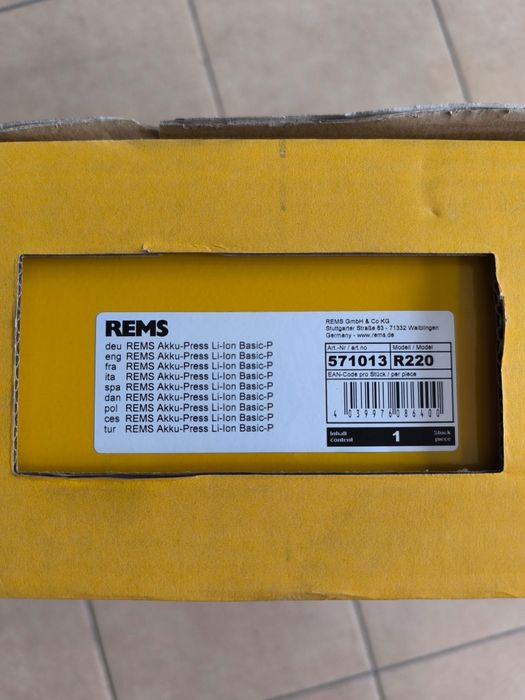 REMS
deu REMS Akku-Press Li-Ion Basic-P
eng REMS Akku-Press Li-Ion Basic-P
fra REMS Akku-Press Li-Ion Basic-P
ita REMS Akku-Press Li-Ion Basic-P
spa REMS Akku-Press Li-Ion Basic-P
dan REMS Akku-Press Li-Ion Basic-P
pol REMS Akku-Press Li-Ion Basic-P
ces REMS Akku-Press Li-Ion Basic-P
tur REMS Akku-Press Li-Ion Basic-P
REMS GmbH & Co KG
Stuttgarter Straße 83 - 71332 Waiblingen
Germany - www.rems.de
Art.-Nr / art.no Modell / Model
571013 R220
EAN-Code pro Stück / per piece
4 039976 086400
Inhalt 1 Stück
content piece